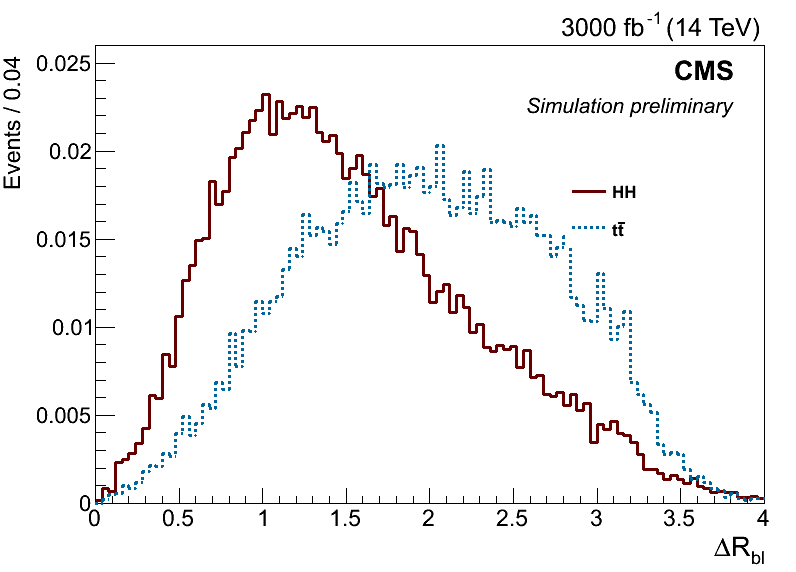 3000 fb⁻¹ (14 TeV)
Events / 0.04
CMS
Simulation preliminary
HH
tt̄
0.025
0.02
0.015
0.01
0.005
0
0 0.5 1 1.5 2 2.5 3 3.5 4
ΔR_bl